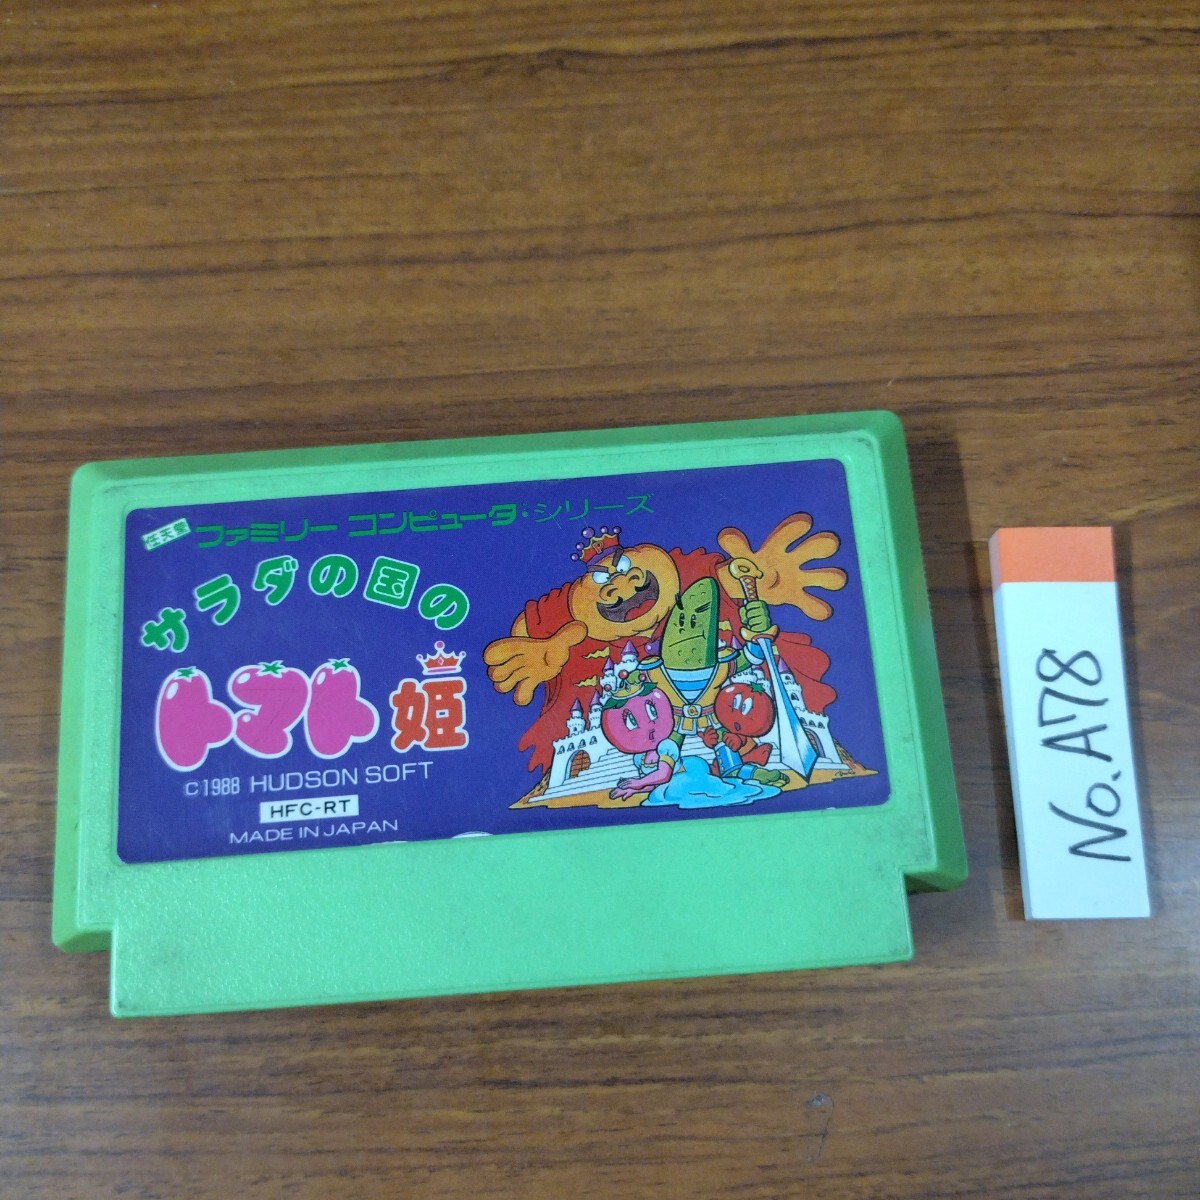 任天堂 ファミリー コンピュータ・シリーズ
サラダの国の
トマト姫
©1988 HUDSON SOFT
HFC-RT
MADE IN JAPAN
No.A78